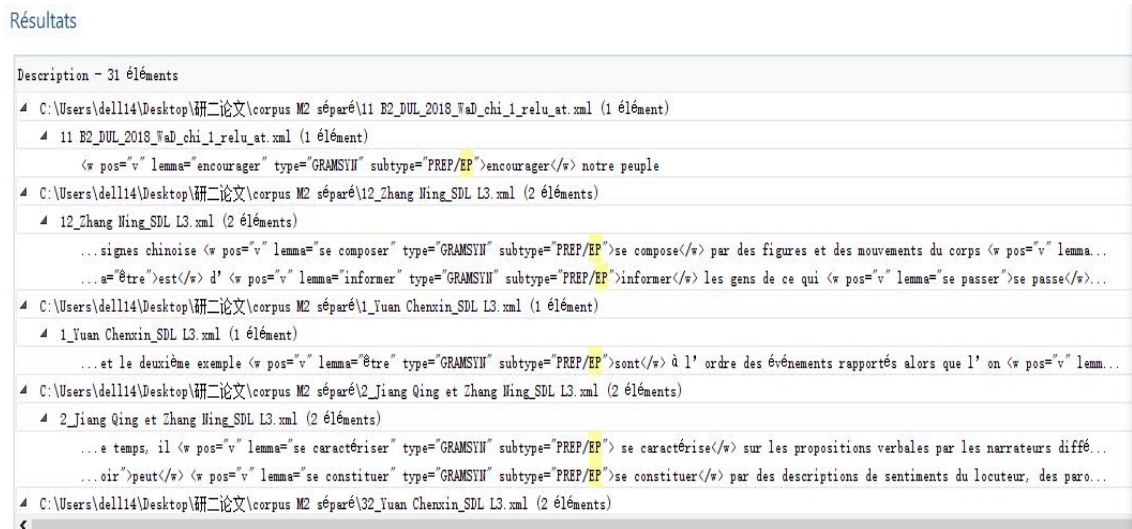 Résultats
Description - 31 éléments
C:\Users\dell14\Desktop\研二论文\corpus M2 séparé\11 B2_DUL_2018_WaD_chi_1_relu_at.xml (1 élément)
11 B2_DUL_2018_WaD_chi_1_relu_at.xml (1 élément)
<w pos="v" lemma="encourager" type="GRAMSYN" subtype="PREP/EP">encourager</w> notre peuple
C:\Users\dell14\Desktop\研二论文\corpus M2 séparé\12_Zhang Ning_SDL L3.xml (2 éléments)
12_Zhang Ning_SDL L3.xml (2 éléments)
...signes chinoise <w pos="v" lemma="se composer" type="GRAMSYN" subtype="PREP/EP">se compose</w> par des figures et des mouvements du corps <w pos="v" lemma...
...a="être">est</w> d' <w pos="v" lemma="informer" type="GRAMSYN" subtype="PREP/EP">informer</w> les gens de ce qui <w pos="v" lemma="se passer">se passe</w>...
C:\Users\dell14\Desktop\研二论文\corpus M2 séparé\1_Yuan Chenxin_SDL L3.xml (1 élément)
1_Yuan Chenxin_SDL L3.xml (1 élément)
...et le deuxième exemple <w pos="v" lemma="être" type="GRAMSYN" subtype="PREP/EP">sont</w> à l' ordre des événements rapportés alors que l' on <w pos="v" lemm...
C:\Users\dell14\Desktop\研二论文\corpus M2 séparé\2_Jiang Qing et Zhang Ning_SDL L3.xml (2 éléments)
2_Jiang Qing et Zhang Ning_SDL L3.xml (2 éléments)
...e temps, il <w pos="v" lemma="se caractériser" type="GRAMSYN" subtype="PREP/EP"> se caractérise</w> sur les propositions verbales par les narrateurs diffé...
...oir">peut</w> <w pos="v" lemma="se constituer" type="GRAMSYN" subtype="PREP/EP">se constituer</w> par des descriptions de sentiments du locuteur, des paro...
C:\Users\dell14\Desktop\研二论文\corpus M2 séparé\32_Yuan Chenxin_SDL L3.xml (2 éléments)